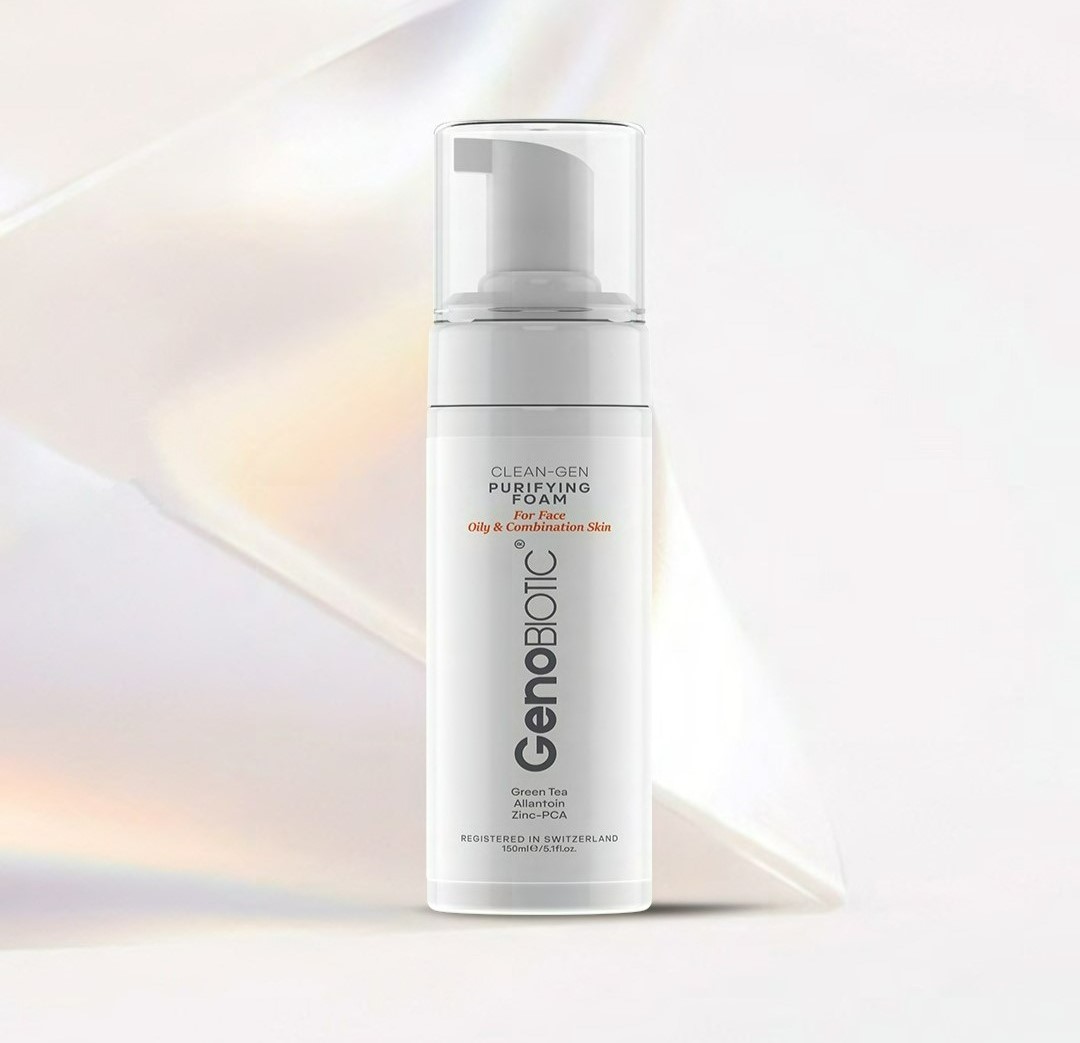 CLEAN-GEN
PURIFYING
FOAM
For Face
Oily & Combination Skin
GenoBIOTIC®
Green Tea
Allantoin
Zinc-PCA
REGISTERED IN SWITZERLAND
150ml℮/5.1fl.oz.